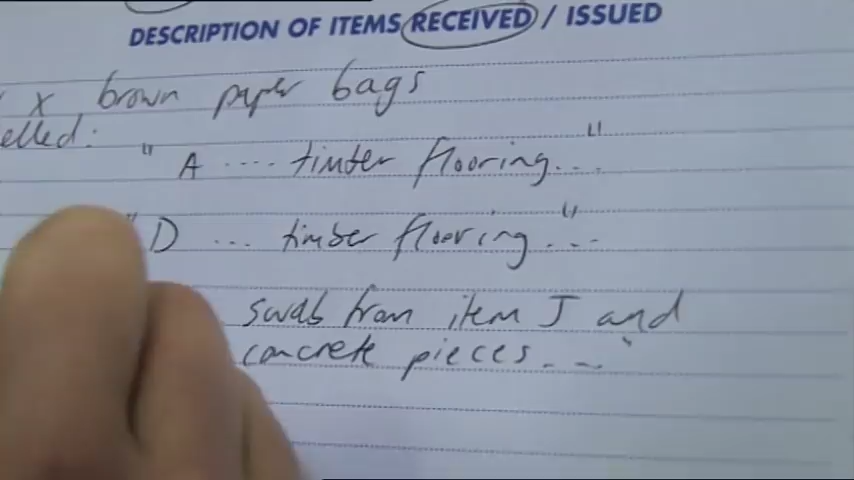 DESCRIPTION OF ITEMS RECEIVED / ISSUED
x brown paper bags
elled:
"A .... timber flooring..."
"D ... timber flooring..."
swab from item J and
concrete pieces..."